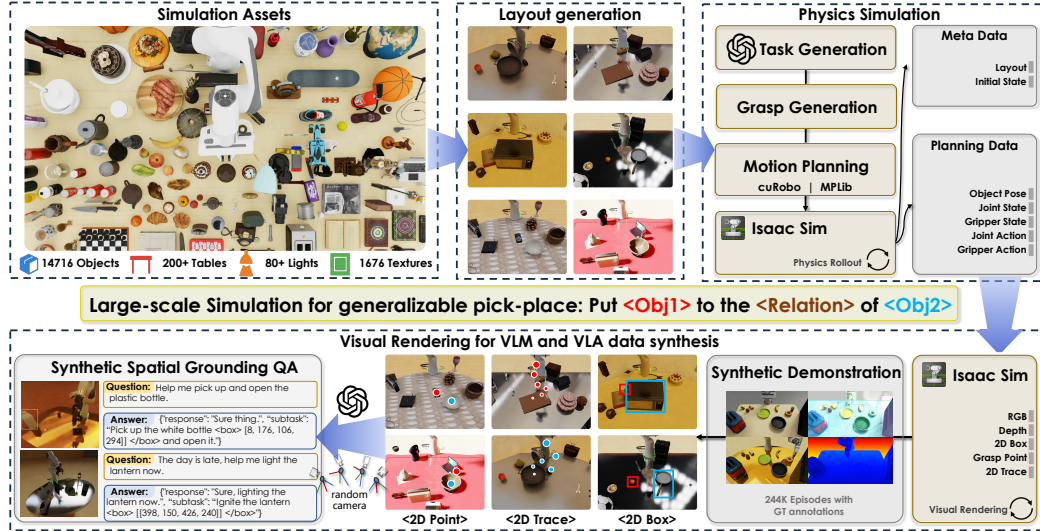 Simulation Assets
14716 Objects
200+ Tables
80+ Lights
1676 Textures
Layout generation
Physics Simulation
Task Generation
Grasp Generation
Motion Planning
cuRobo | MPLib
Isaac Sim
Physics Rollout
Meta Data
Layout
Initial State
Planning Data
Object Pose
Joint State
Gripper State
Joint Action
Gripper Action
Large-scale Simulation for generalizable pick-place: Put <Obj1> to the <Relation> of <Obj2>
Visual Rendering for VLM and VLA data synthesis
Synthetic Spatial Grounding QA
Question: Help me pick up and open the
plastic bottle.
Answer: {"response": "Sure thing.", "subtask":
"Pick up the white bottle <box> [8, 176, 106,
294]] </box> and open it."}
Question: The day is late, help me light the
lantern now.
Answer: {"response": "Sure, lighting the
lantern now.", "subtask": "Ignite the lantern
<box> [[398, 150, 426, 240]] </box>"}
random
camera
<2D Point>
<2D Trace>
<2D Box>
Synthetic Demonstration
244K Episodes with
GT annotations
Isaac Sim
RGB
Depth
2D Box
Grasp Point
2D Trace
Visual Rendering